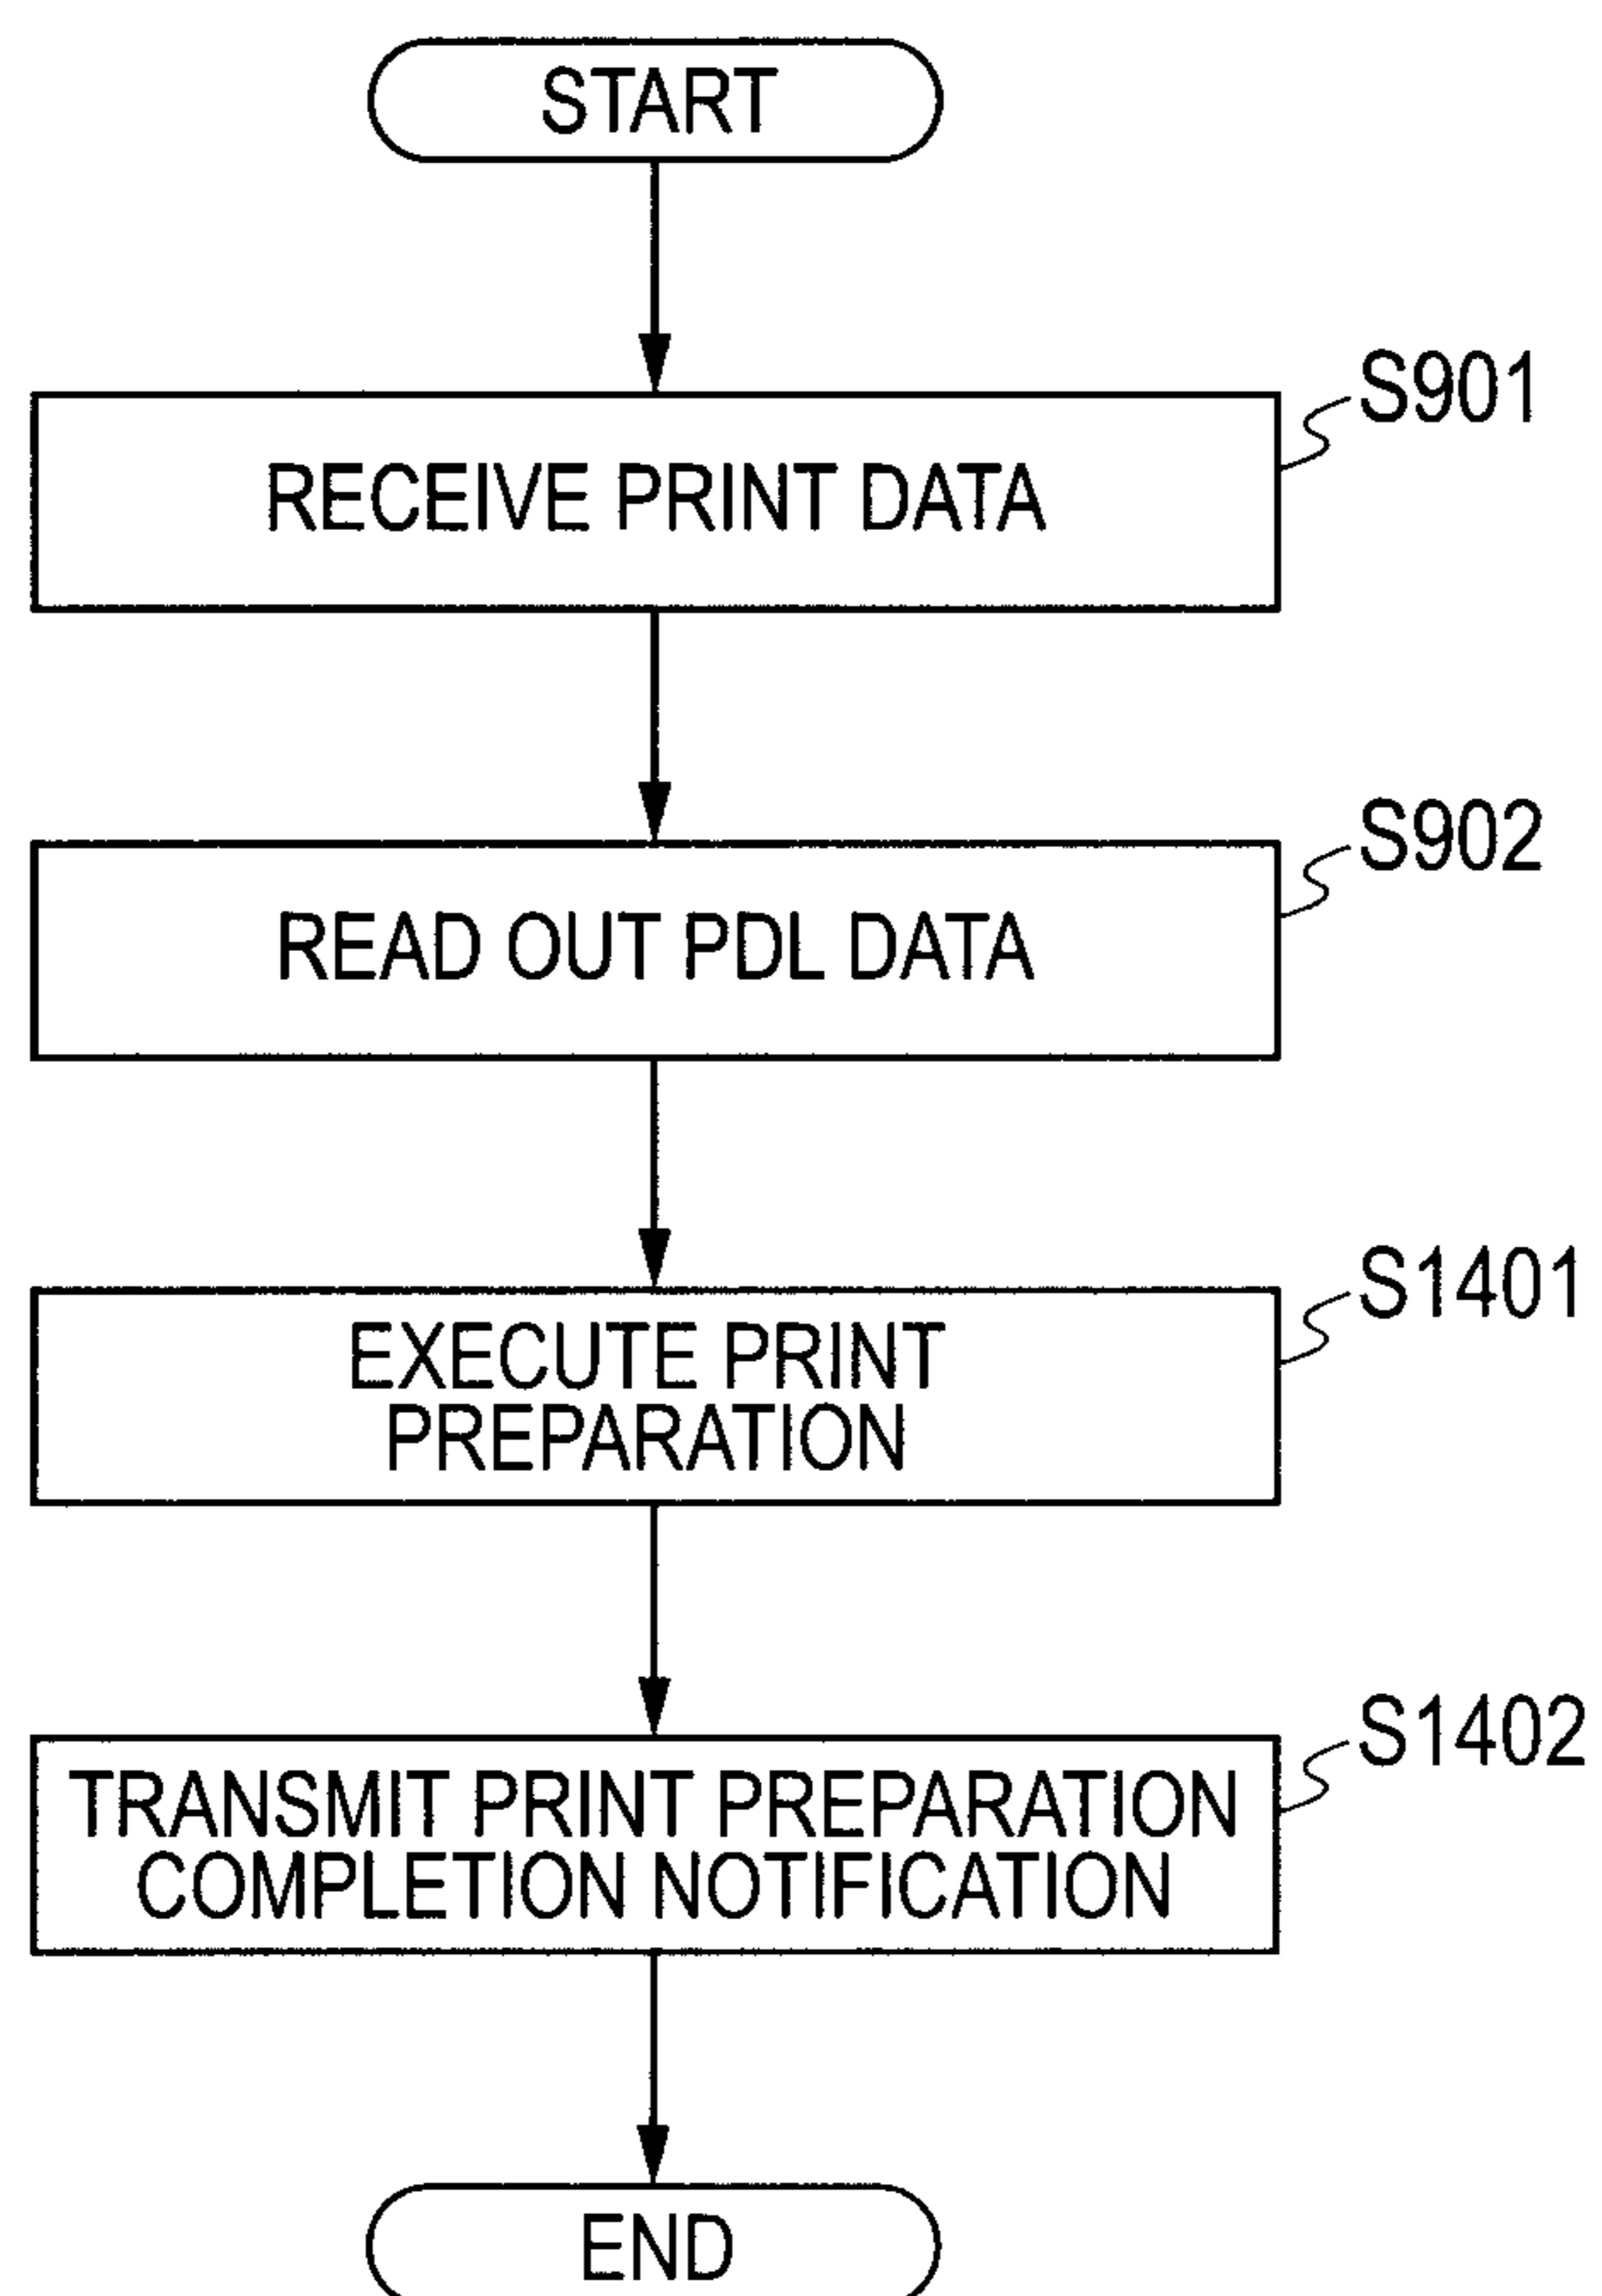 START
S901
RECEIVE PRINT DATA
S902
READ OUT PDL DATA
S1401
EXECUTE PRINT
PREPARATION
S1402
TRANSMIT PRINT PREPARATION
COMPLETION NOTIFICATION
END